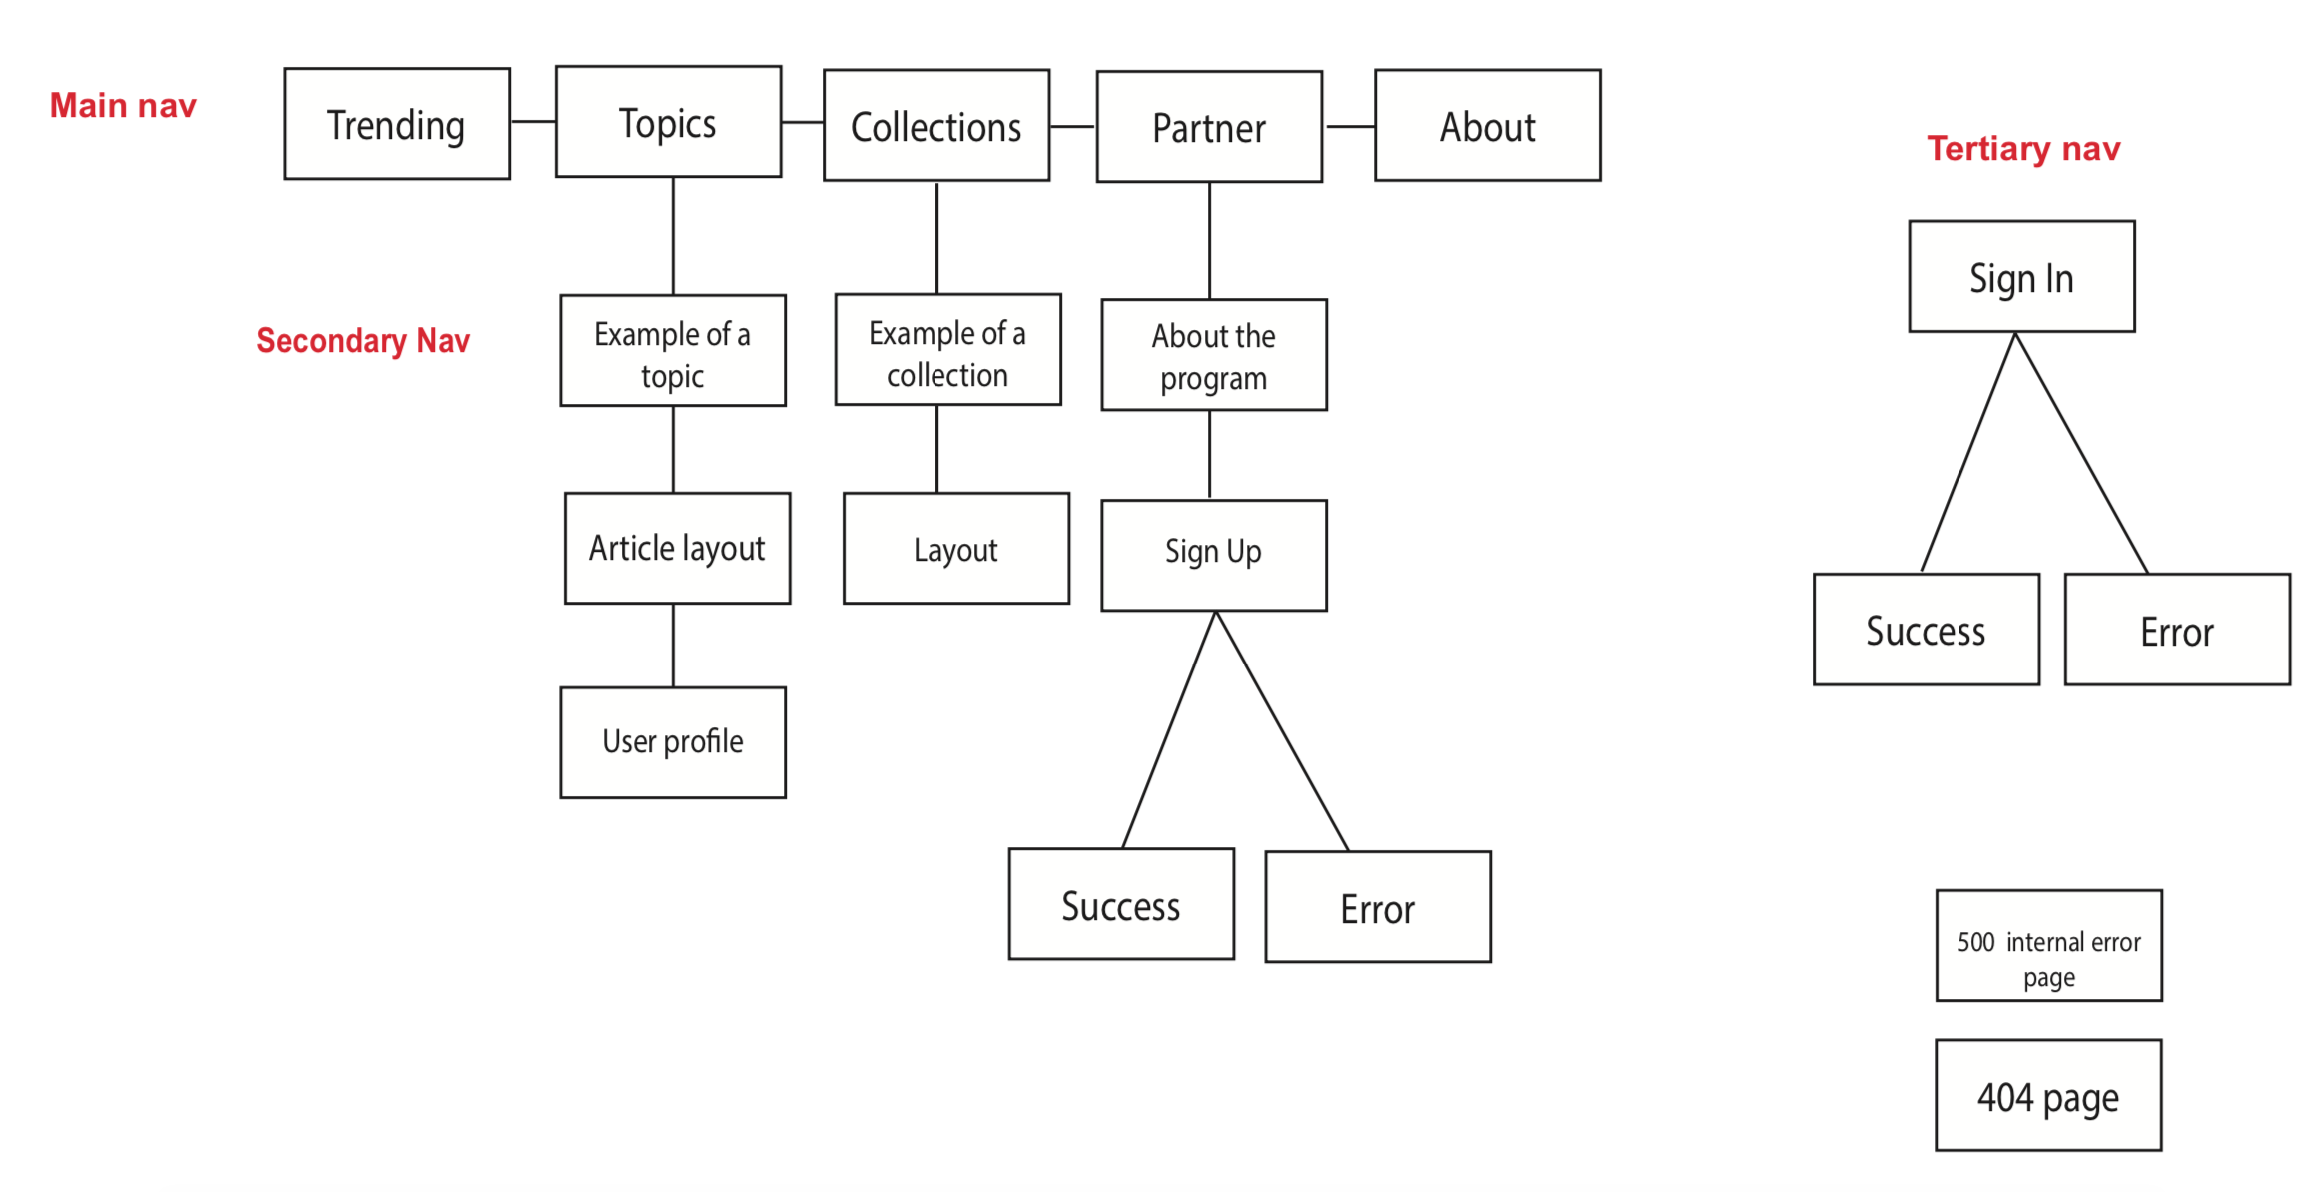 Main nav
Trending
Topics
Collections
Partner
About
Tertiary nav
Sign In
Secondary Nav
Example of a
topic
Example of a
collection
About the
program
Article layout
Layout
Sign Up
Success
Error
User profile
Success
Error
500 internal error
page
404 page